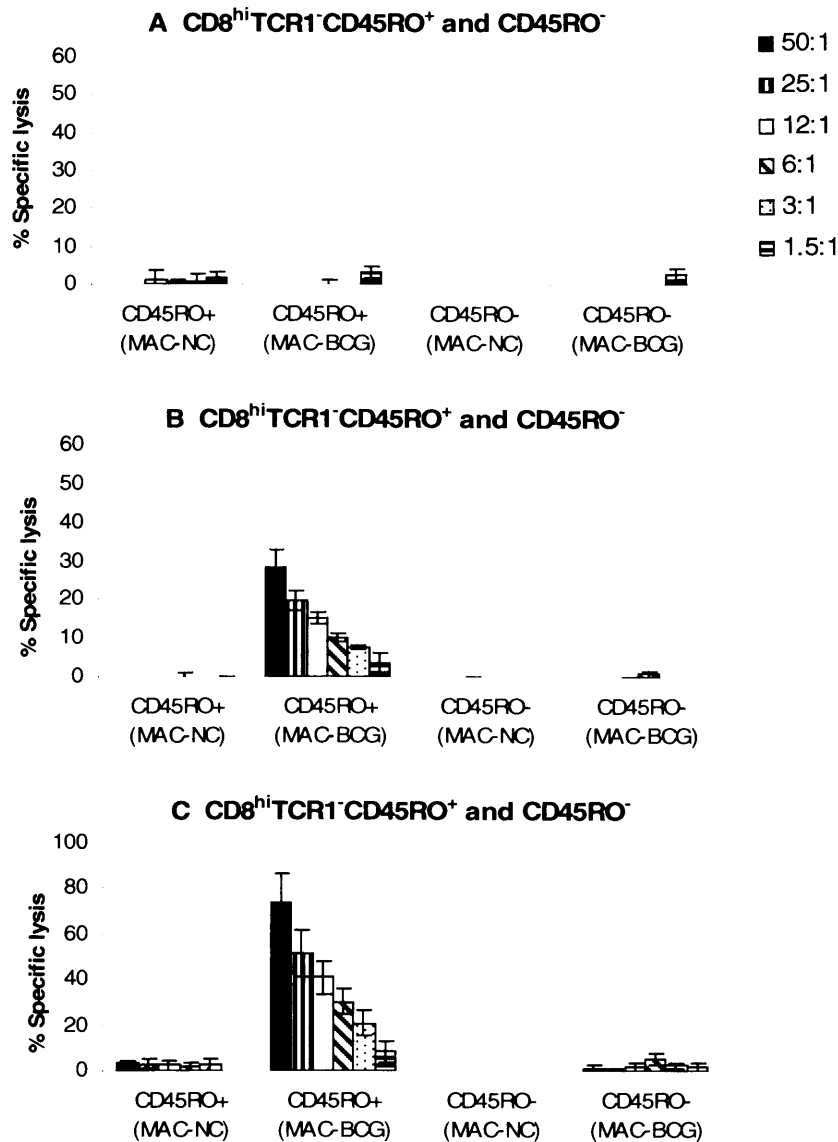 A CD8hiTCR1-CD45RO+ and CD45RO-
50:1
25:1
12:1
6:1
3:1
1.5:1
% Specific lysis
60
50
40
30
20
10
0
CD45RO+
(MAC-NC)
CD45RO+
(MAC-BCG)
CD45RO-
(MAC-NC)
CD45RO-
(MAC-BCG)
B CD8hiTCR1-CD45RO+ and CD45RO-
% Specific lysis
60
50
40
30
20
10
0
CD45RO+
(MAC-NC)
CD45RO+
(MAC-BCG)
CD45RO-
(MAC-NC)
CD45RO-
(MAC-BCG)
C CD8hiTCR1-CD45RO+ and CD45RO-
% Specific lysis
100
80
60
40
20
0
CD45RO+
(MAC-NC)
CD45RO+
(MAC-BCG)
CD45RO-
(MAC-NC)
CD45RO-
(MAC-BCG)